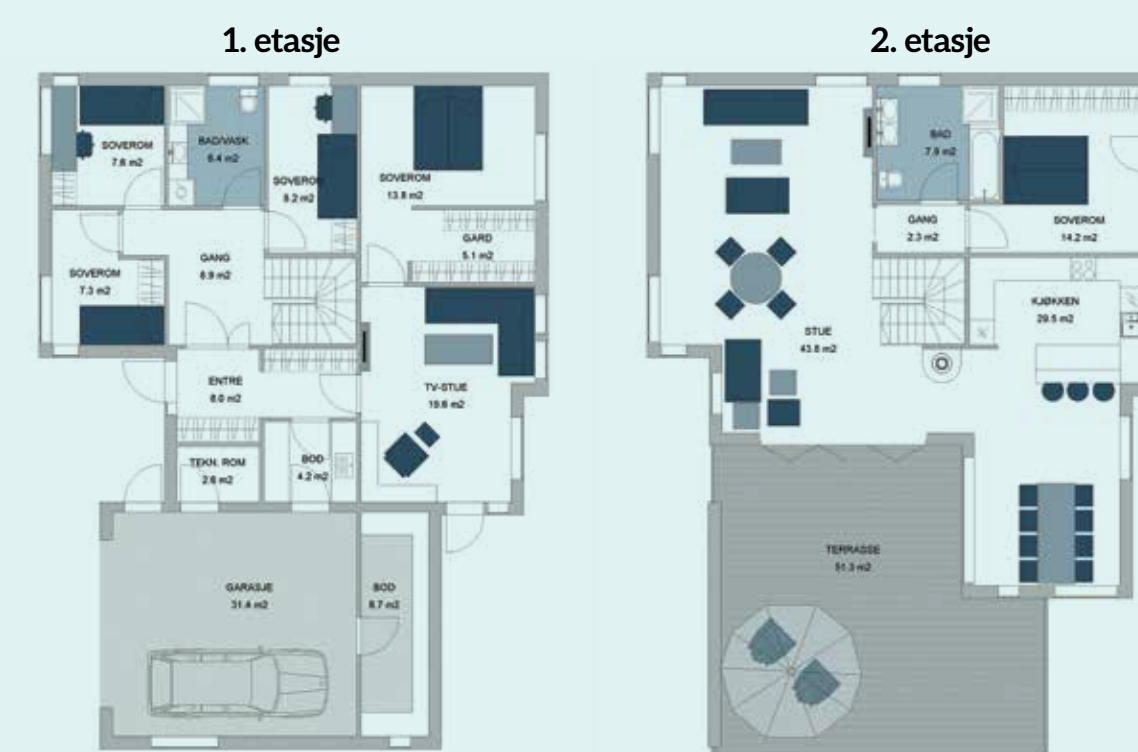 1. etasje
SOVEROM
7.6 m2
BAD/VASK
6.4 m2
SOVEROM
8.2 m2
SOVEROM
13.8 m2
GARD
5.1 m2
SOVEROM
7.3 m2
GANG
8.9 m2
ENTRE
8.0 m2
TV-STUE
19.6 m2
TEKN. ROM
2.6 m2
BOD
4.2 m2
GARASJE
31.4 m2
BOD
8.7 m2
2. etasje
BAD
7.9 m2
GANG
2.3 m2
SOVEROM
14.2 m2
KJØKKEN
29.5 m2
STUE
43.8 m2
TERRASSE
51.3 m2